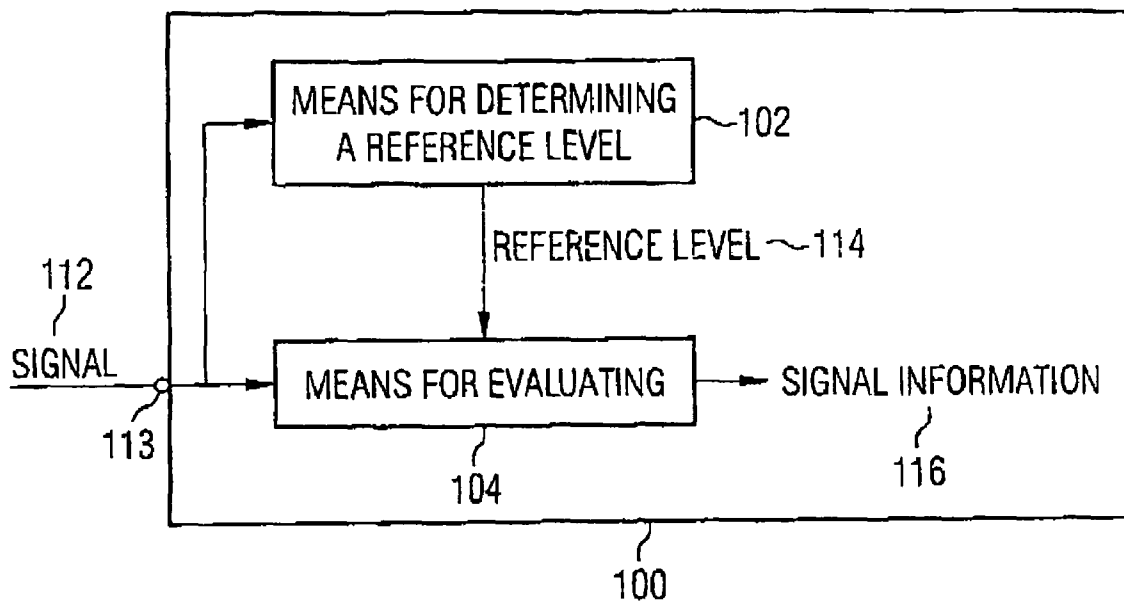 MEANS FOR DETERMINING
A REFERENCE LEVEL
102
REFERENCE LEVEL
114
112
SIGNAL
113
MEANS FOR EVALUATING
104
SIGNAL INFORMATION
116
100